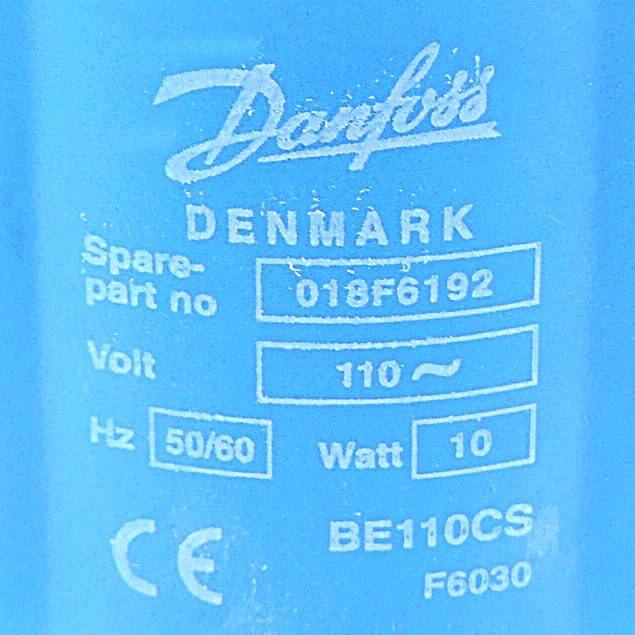 Danfoss
DENMARK
Spare-
part no 018F6192
Volt 110 ~
Hz 50/60 Watt 10
CE BE110CS
F6030